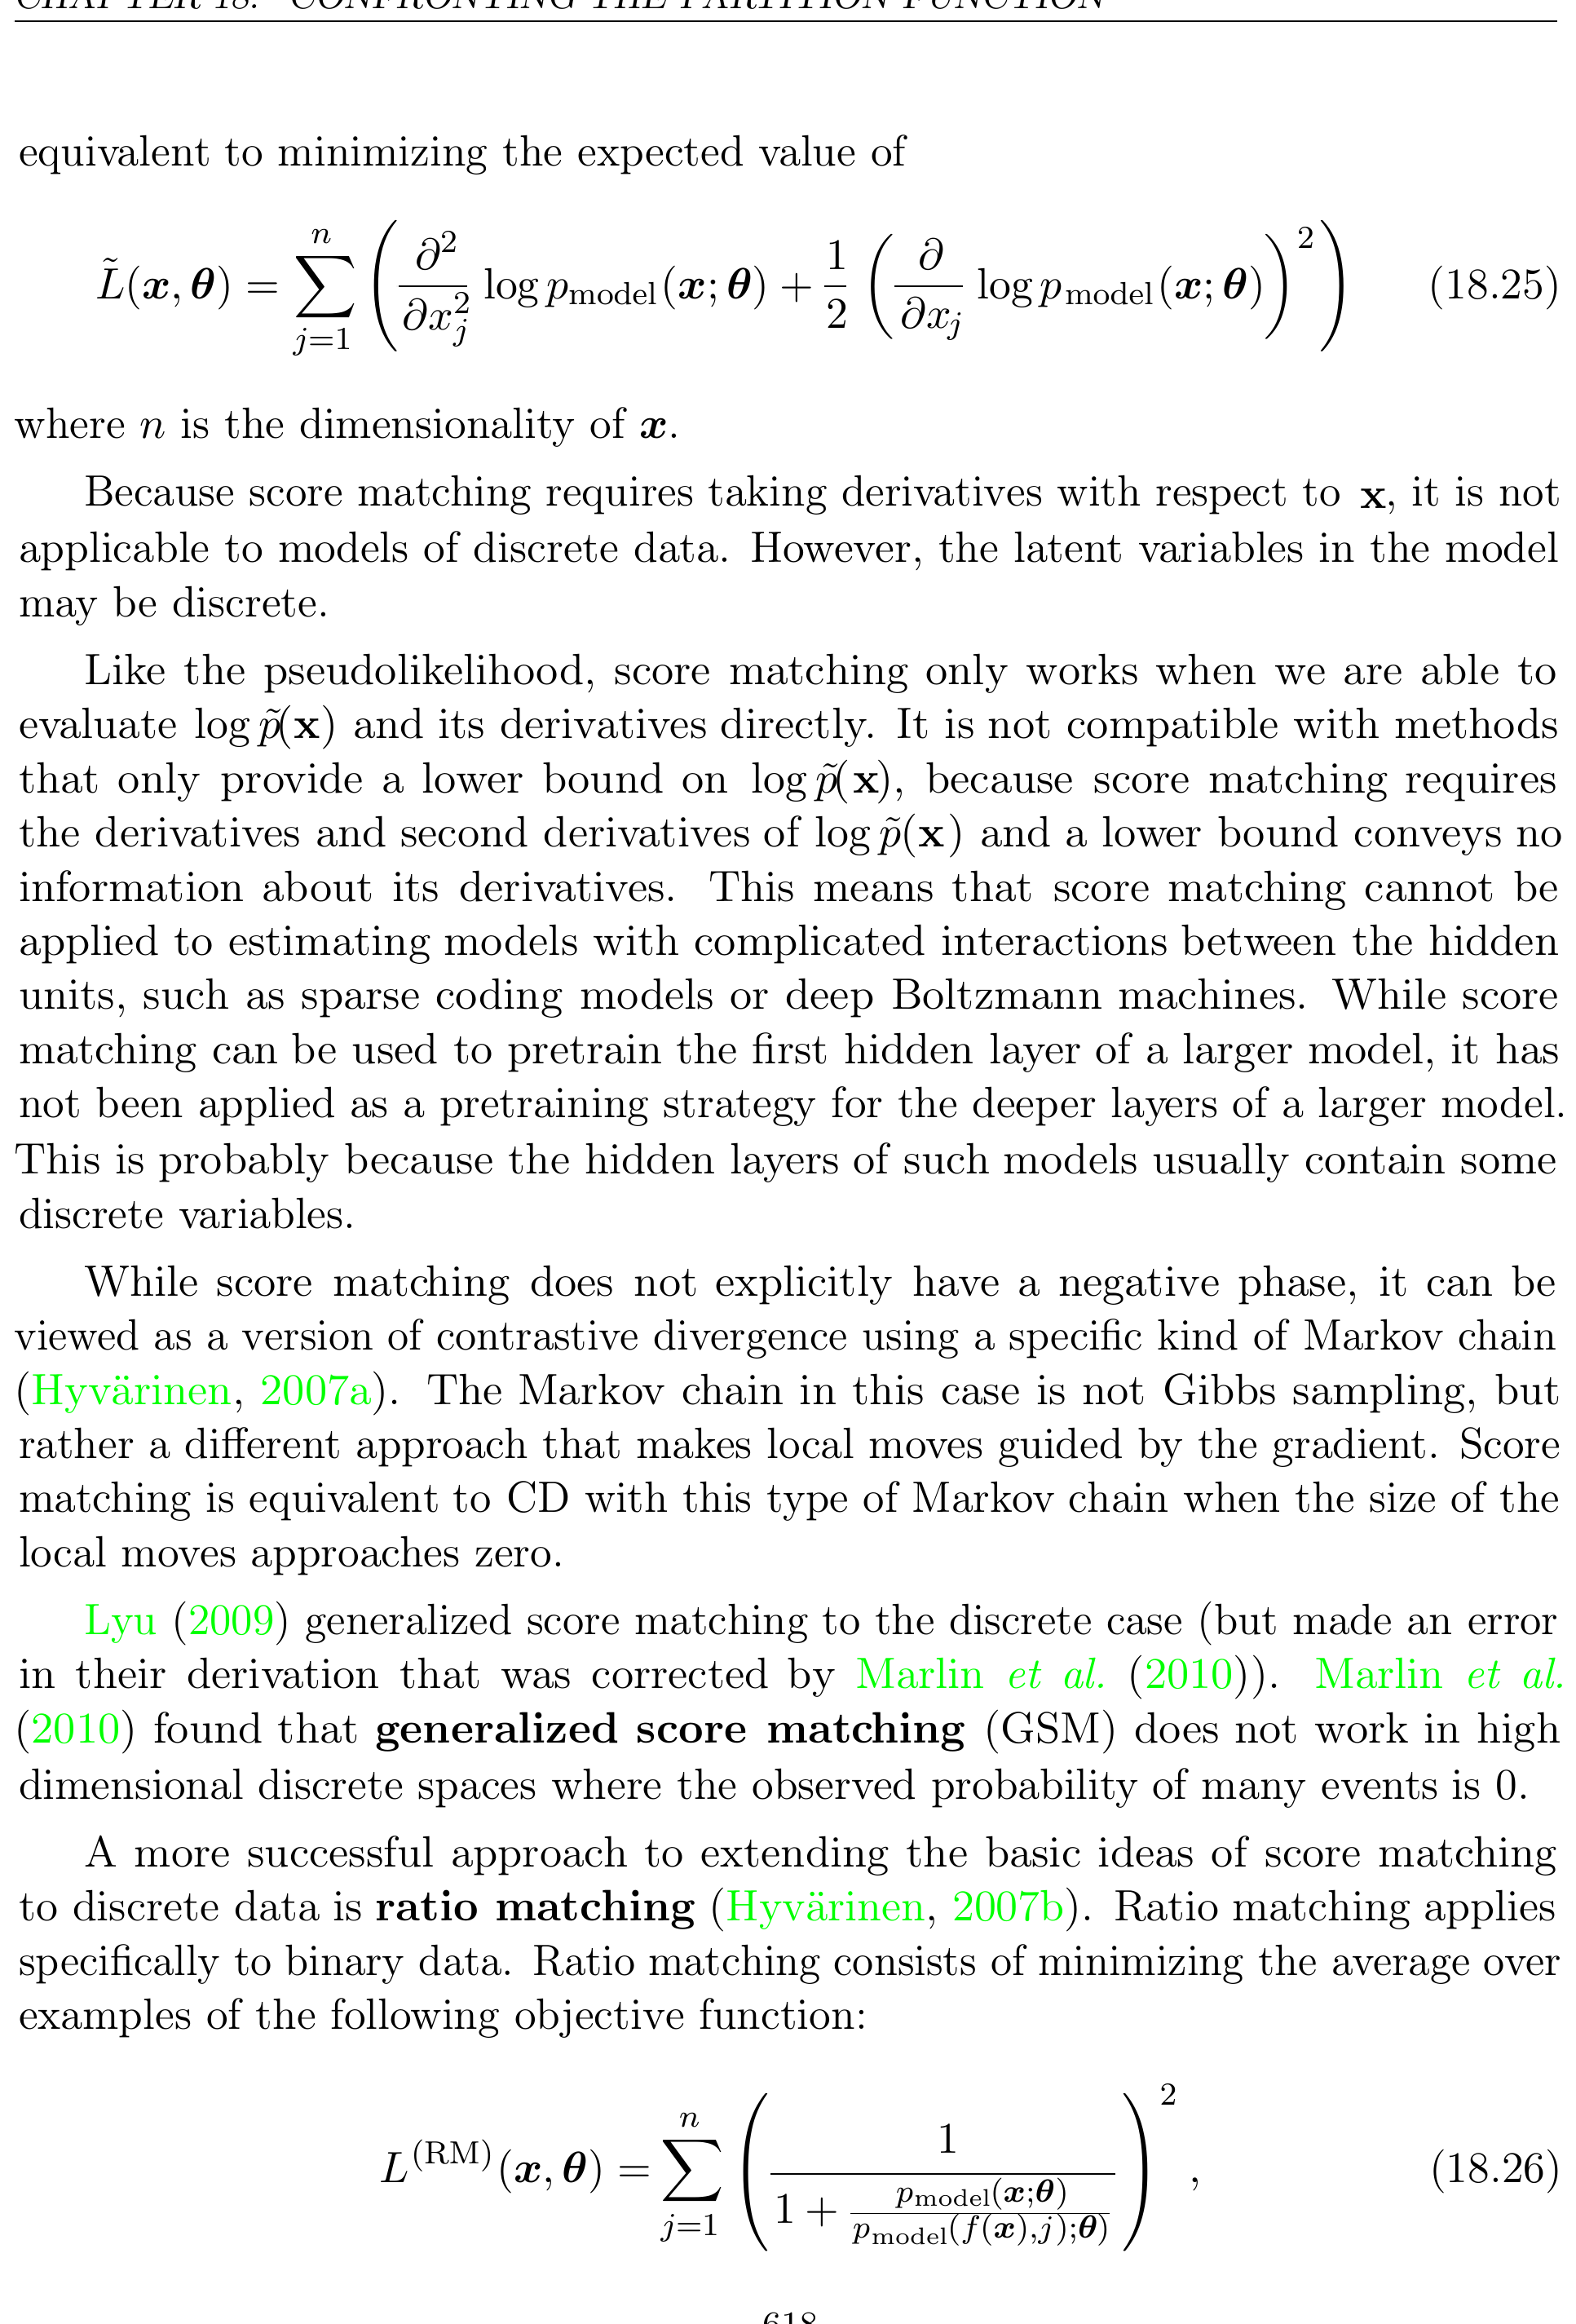 CHAPTER 18. CONFRONTING THE PARTITION FUNCTION
equivalent to minimizing the expected value of
L̃(x, θ) = ∑_{j=1}^{n} ( ∂²/∂x_j² log p_model(x; θ) + 1/2 ( ∂/∂x_j log p_model(x; θ) )² ) (18.25)
where n is the dimensionality of x.
Because score matching requires taking derivatives with respect to x, it is not
applicable to models of discrete data. However, the latent variables in the model
may be discrete.
Like the pseudolikelihood, score matching only works when we are able to
evaluate log p̃(x) and its derivatives directly. It is not compatible with methods
that only provide a lower bound on log p̃(x), because score matching requires
the derivatives and second derivatives of log p̃(x) and a lower bound conveys no
information about its derivatives. This means that score matching cannot be
applied to estimating models with complicated interactions between the hidden
units, such as sparse coding models or deep Boltzmann machines. While score
matching can be used to pretrain the first hidden layer of a larger model, it has
not been applied as a pretraining strategy for the deeper layers of a larger model.
This is probably because the hidden layers of such models usually contain some
discrete variables.
While score matching does not explicitly have a negative phase, it can be
viewed as a version of contrastive divergence using a specific kind of Markov chain
(Hyvärinen, 2007a). The Markov chain in this case is not Gibbs sampling, but
rather a different approach that makes local moves guided by the gradient. Score
matching is equivalent to CD with this type of Markov chain when the size of the
local moves approaches zero.
Lyu (2009) generalized score matching to the discrete case (but made an error
in their derivation that was corrected by Marlin et al. (2010)). Marlin et al.
(2010) found that generalized score matching (GSM) does not work in high
dimensional discrete spaces where the observed probability of many events is 0.
A more successful approach to extending the basic ideas of score matching
to discrete data is ratio matching (Hyvärinen, 2007b). Ratio matching applies
specifically to binary data. Ratio matching consists of minimizing the average over
examples of the following objective function:
L^(RM)(x, θ) = ∑_{j=1}^{n} ( 1 / ( 1 + p_model(x;θ) / p_model(f(x),j);θ) ) )² , (18.26)
618